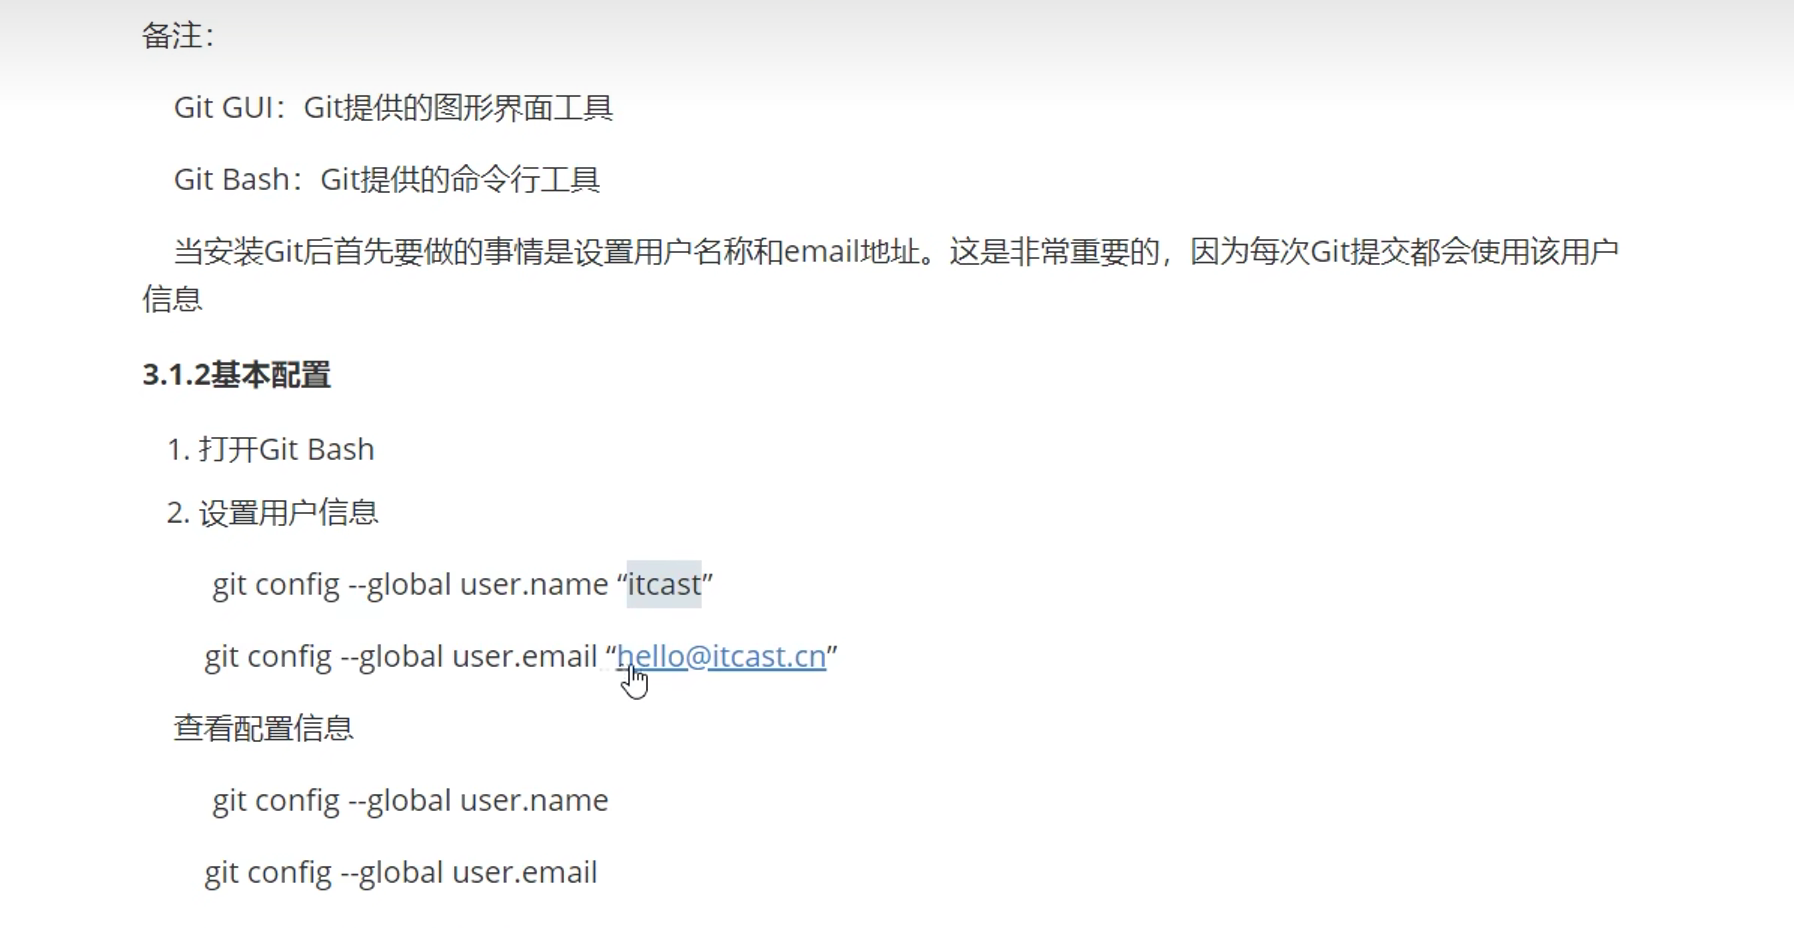 备注：
Git GUI：Git提供的图形界面工具
Git Bash：Git提供的命令行工具
当安装Git后首先要做的事情是设置用户名称和email地址。这是非常重要的，因为每次Git提交都会使用该用户
信息
3.1.2基本配置
1. 打开Git Bash
2. 设置用户信息
git config --global user.name “itcast”
git config --global user.email “hello@itcast.cn”
查看配置信息
git config --global user.name
git config --global user.email